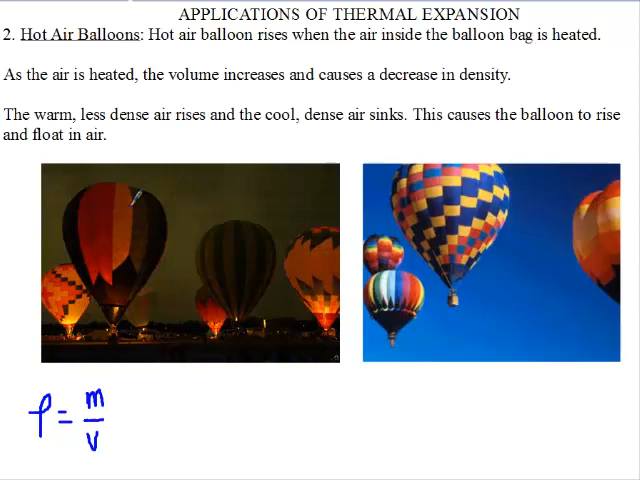 APPLICATIONS OF THERMAL EXPANSION
2. Hot Air Balloons: Hot air balloon rises when the air inside the balloon bag is heated.
As the air is heated, the volume increases and causes a decrease in density.
The warm, less dense air rises and the cool, dense air sinks. This causes the balloon to rise
and float in air.
ρ = m/v